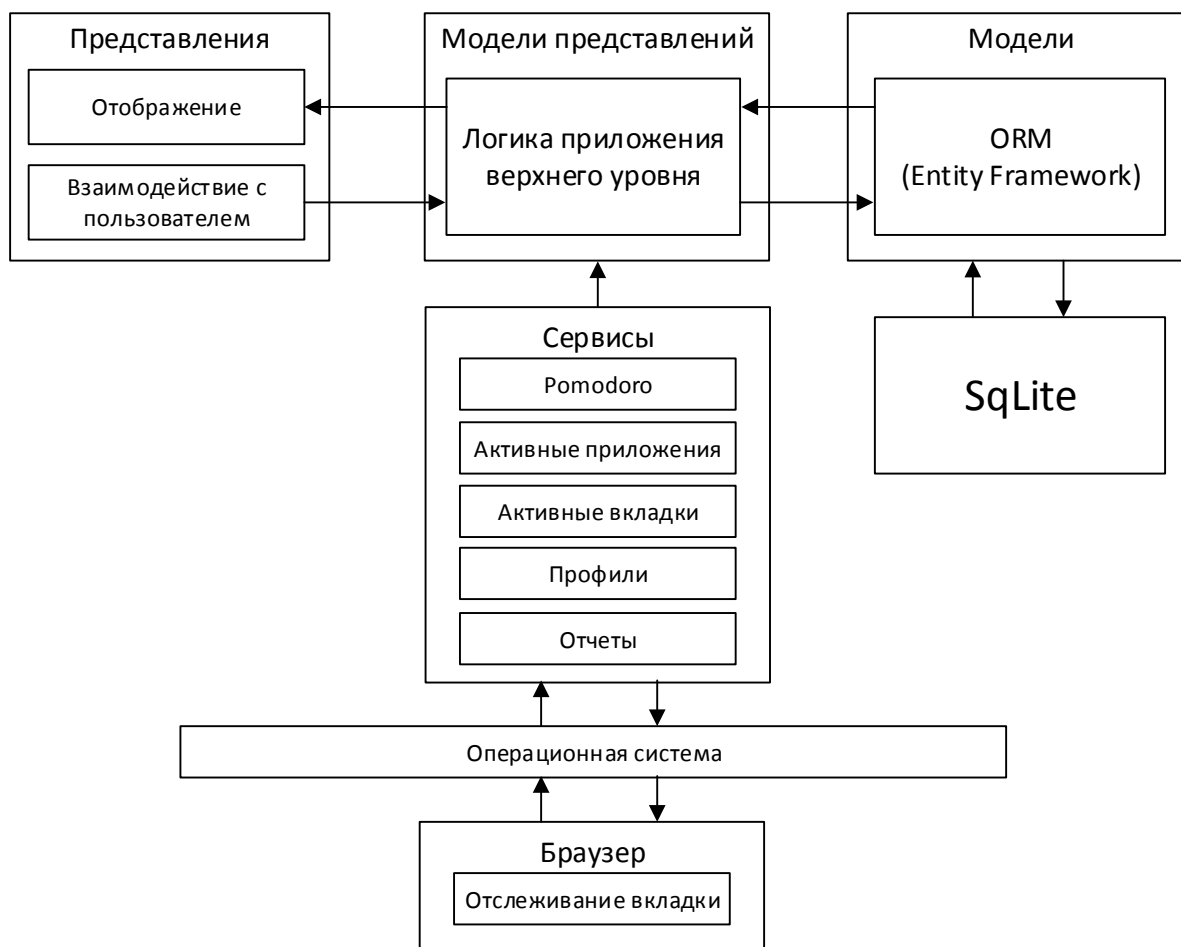 Представления
Отображение
Взаимодействие с
пользователем
Модели представлений
Логика приложения
верхнего уровня
Модели
ORM
(Entity Framework)
SqLite
Сервисы
Pomodoro
Активные приложения
Активные вкладки
Профили
Отчеты
Операционная система
Браузер
Отслеживание вкладки